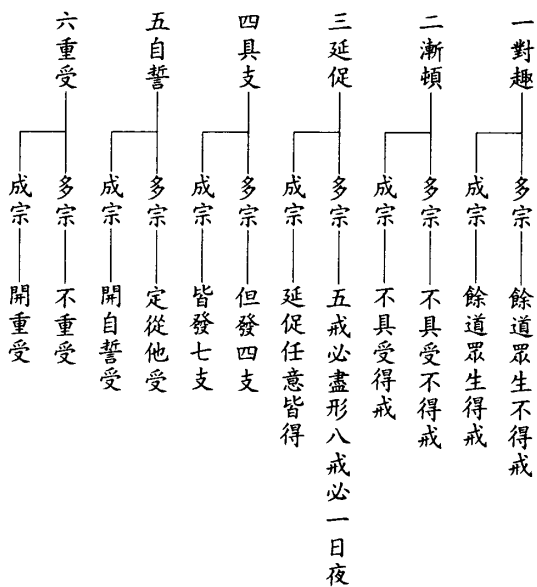 一對趣
多宗
餘道眾生不得戒
成宗
餘道眾生得戒
二漸頓
多宗
不具受不得戒
成宗
不具受得戒
三延促
多宗
五戒必盡形八戒必一日夜
成宗
延促任意皆得
四具支
多宗
但發四支
成宗
皆發七支
五自誓
多宗
定從他受
成宗
開自誓受
六重受
多宗
不重受
成宗
開重受